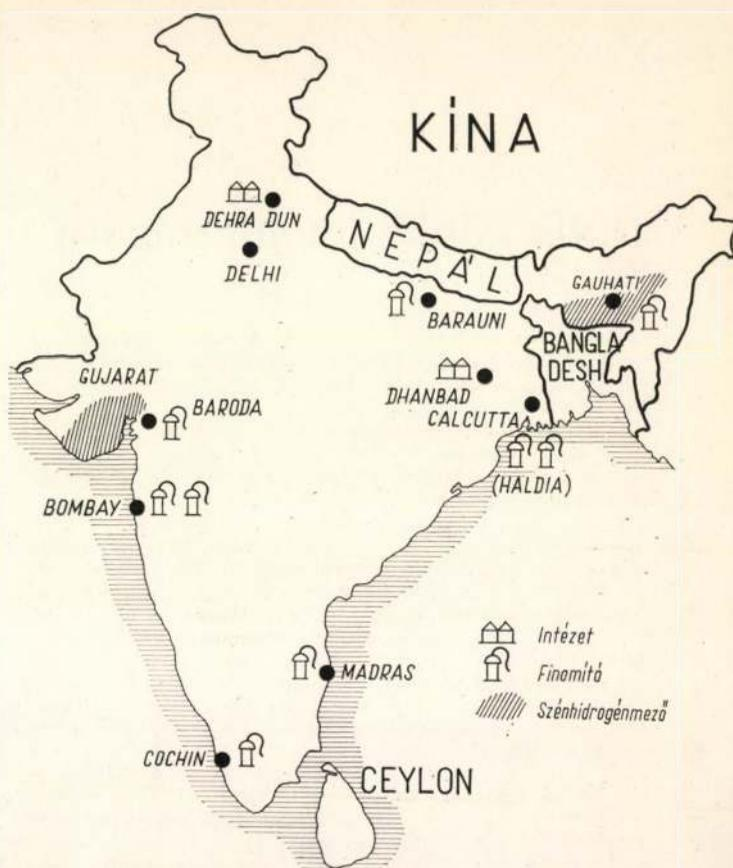 KÍNA
DEHRA DUN
DELHI
NEPÁL
GAUHATI
BARAUNI
BANGLA
DESH
GUJARAT
DHANBAD
BARODA
CALCUTTA
(HALDIA)
BOMBAY
Intézet
Finomító
MADRAS
Szénhidrogénmező
COCHIN
CEYLON